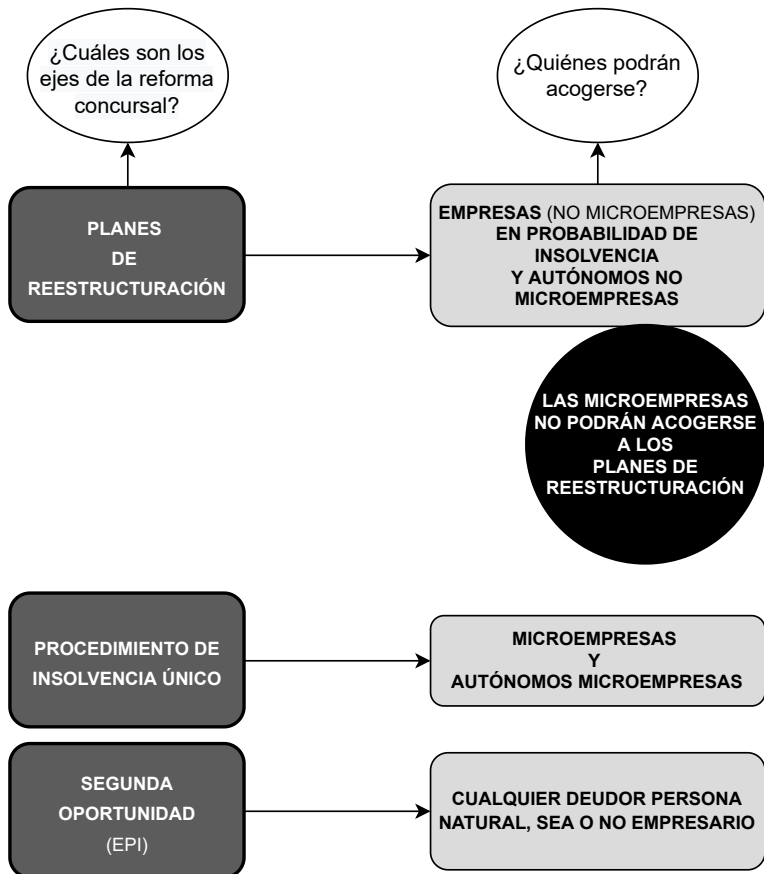 ¿Cuáles son los
ejes de la reforma
concursal?
¿Quiénes podrán
acogerse?
PLANES
DE
REESTRUCTURACIÓN
EMPRESAS (NO MICROEMPRESAS)
EN PROBABILIDAD DE
INSOLVENCIA
Y AUTÓNOMOS NO
MICROEMPRESAS
LAS MICROEMPRESAS
NO PODRÁN ACOGERSE
A LOS
PLANES DE
REESTRUCTURACIÓN
PROCEDIMIENTO DE
INSOLVENCIA ÚNICO
MICROEMPRESAS
Y
AUTÓNOMOS MICROEMPRESAS
SEGUNDA
OPORTUNIDAD
(EPI)
CUALQUIER DEUDOR PERSONA
NATURAL, SEA O NO EMPRESARIO